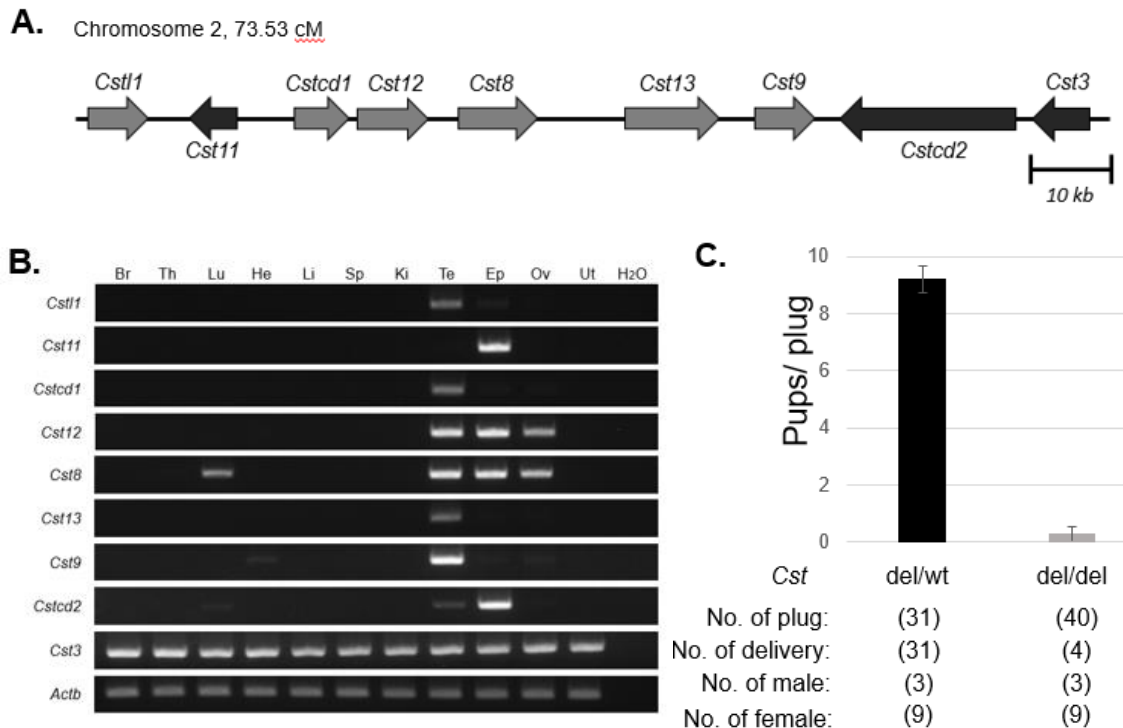 A. Chromosome 2, 73.53 cM
Cstl1 Cstcd1 Cst12 Cst8 Cst13 Cst9 Cst3
Cst11 Cstcd2
10 kb
B.
Br Th Lu He Li Sp Ki Te Ep Ov Ut H2O
Cstl1
Cst11
Cstcd1
Cst12
Cst8
Cst13
Cst9
Cstcd2
Cst3
Actb
C.
Pups/ plug
10
8
6
4
2
0
Cst del/wt del/del
No. of plug: (31) (40)
No. of delivery: (31) (4)
No. of male: (3) (3)
No. of female: (9) (9)